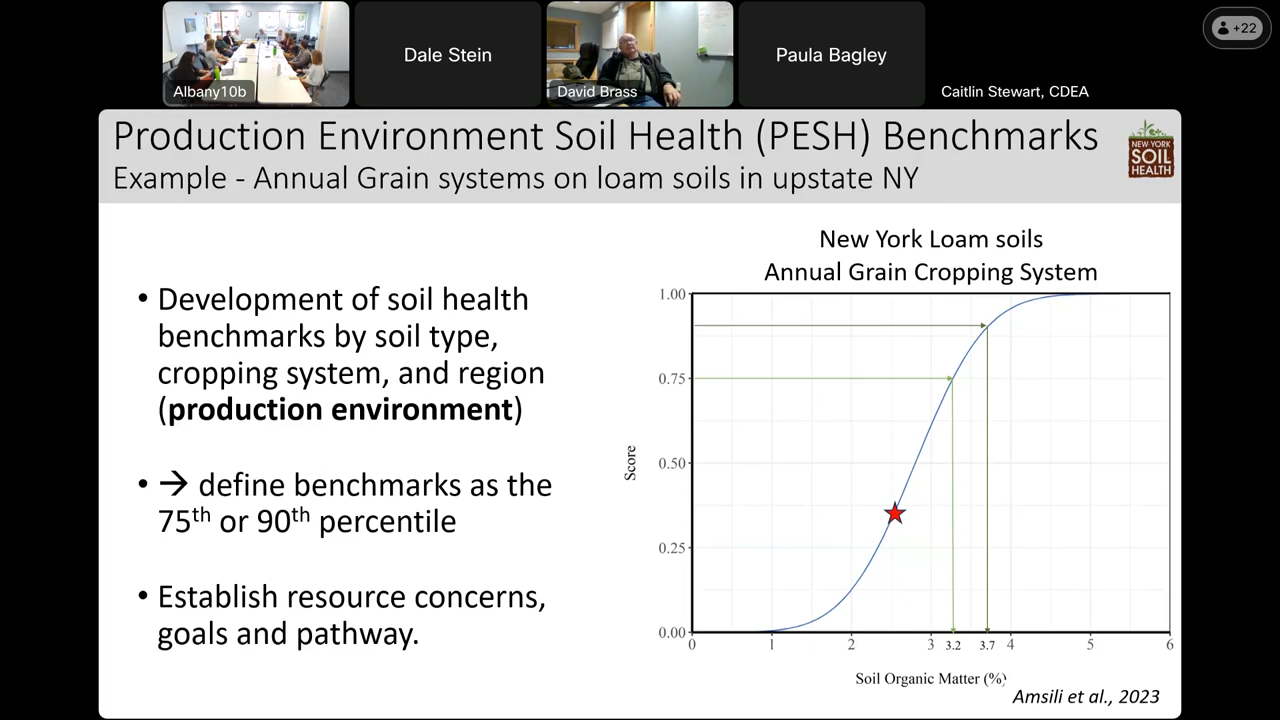 +22
Dale Stein
Paula Bagley
Albany10b
David Brass
Caitlin Stewart, CDEA
Production Environment Soil Health (PESH) Benchmarks
Example - Annual Grain systems on loam soils in upstate NY
NEW YORK
SOIL
HEALTH
• Development of soil health
benchmarks by soil type,
cropping system, and region
(production environment)
• → define benchmarks as the
75th or 90th percentile
• Establish resource concerns,
goals and pathway.
New York Loam soils
Annual Grain Cropping System
1.00
0.75
0.50
0.25
0.00
Score
0 1 2 3 3.2 3.7 4 5 6
Soil Organic Matter (%)
Amsili et al., 2023